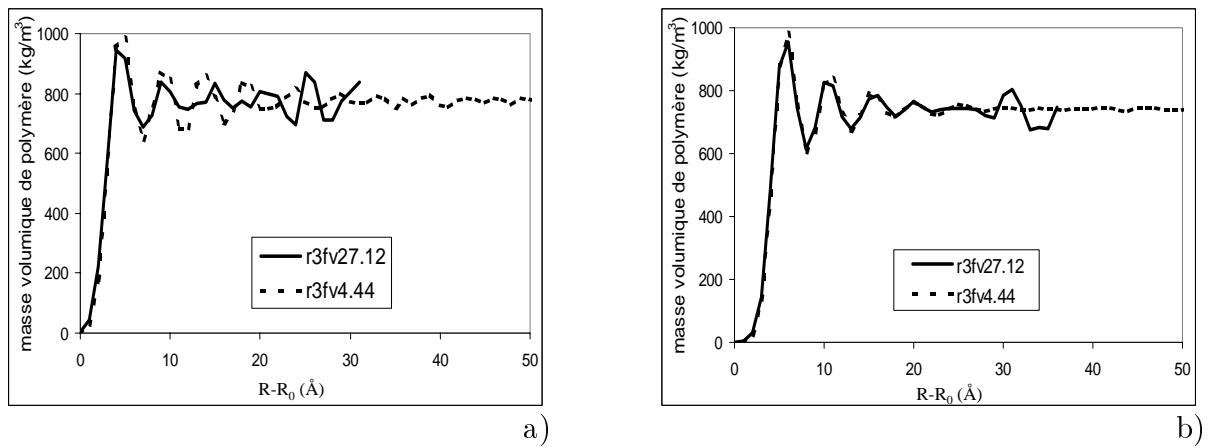 masse volumique de polymère (kg/m³)
1000
800
600
400
200
0
r3fv27.12
r3fv4.44
0 10 20 30 40 50
R-R₀ (Å)
a)
masse volumique de polymère (kg/m³)
1000
800
600
400
200
0
r3fv27.12
r3fv4.44
0 10 20 30 40 50
R-R₀ (Å)
b)